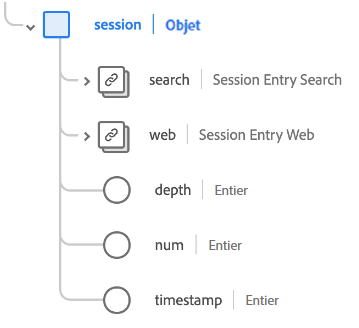 session Objet
search Session Entry Search
web Session Entry Web
depth Entier
num Entier
timestamp Entier